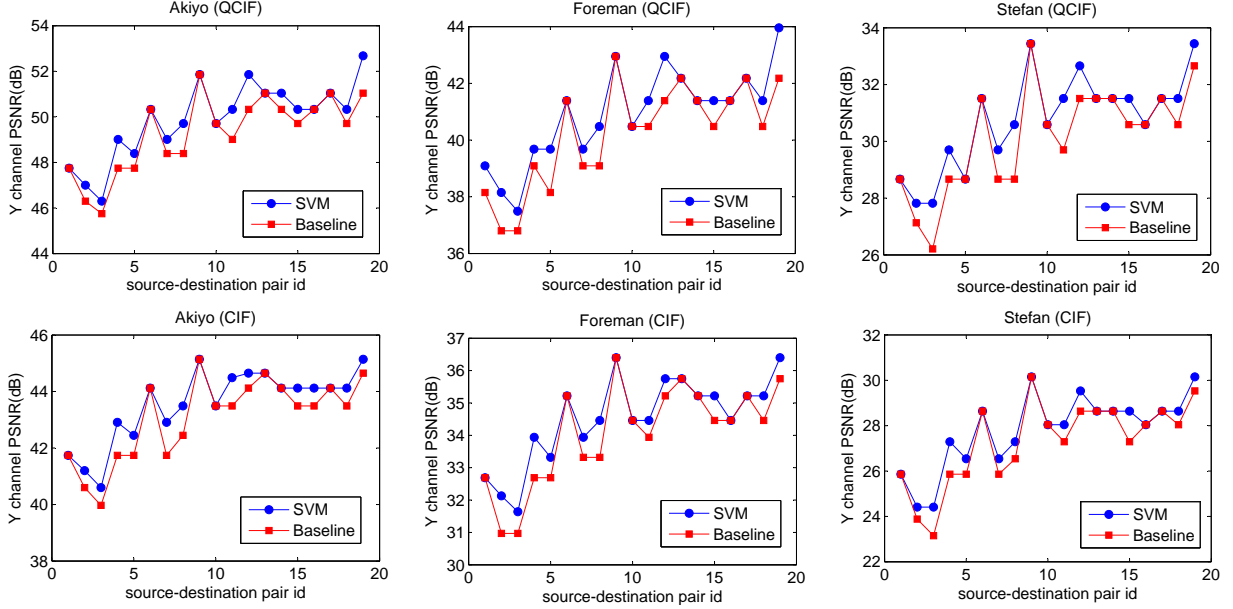 Akiyo (QCIF)
54
52
50
48
46
44
Y channel PSNR(dB)
0 5 10 15 20
source-destination pair id
SVM
Baseline
Foreman (QCIF)
44
42
40
38
36
Y channel PSNR(dB)
0 5 10 15 20
source-destination pair id
SVM
Baseline
Stefan (QCIF)
34
32
30
28
26
Y channel PSNR(dB)
0 5 10 15 20
source-destination pair id
SVM
Baseline
Akiyo (CIF)
46
44
42
40
38
Y channel PSNR(dB)
0 5 10 15 20
source-destination pair id
SVM
Baseline
Foreman (CIF)
37
36
35
34
33
32
31
30
Y channel PSNR(dB)
0 5 10 15 20
source-destination pair id
SVM
Baseline
Stefan (CIF)
32
30
28
26
24
22
Y channel PSNR(dB)
0 5 10 15 20
source-destination pair id
SVM
Baseline